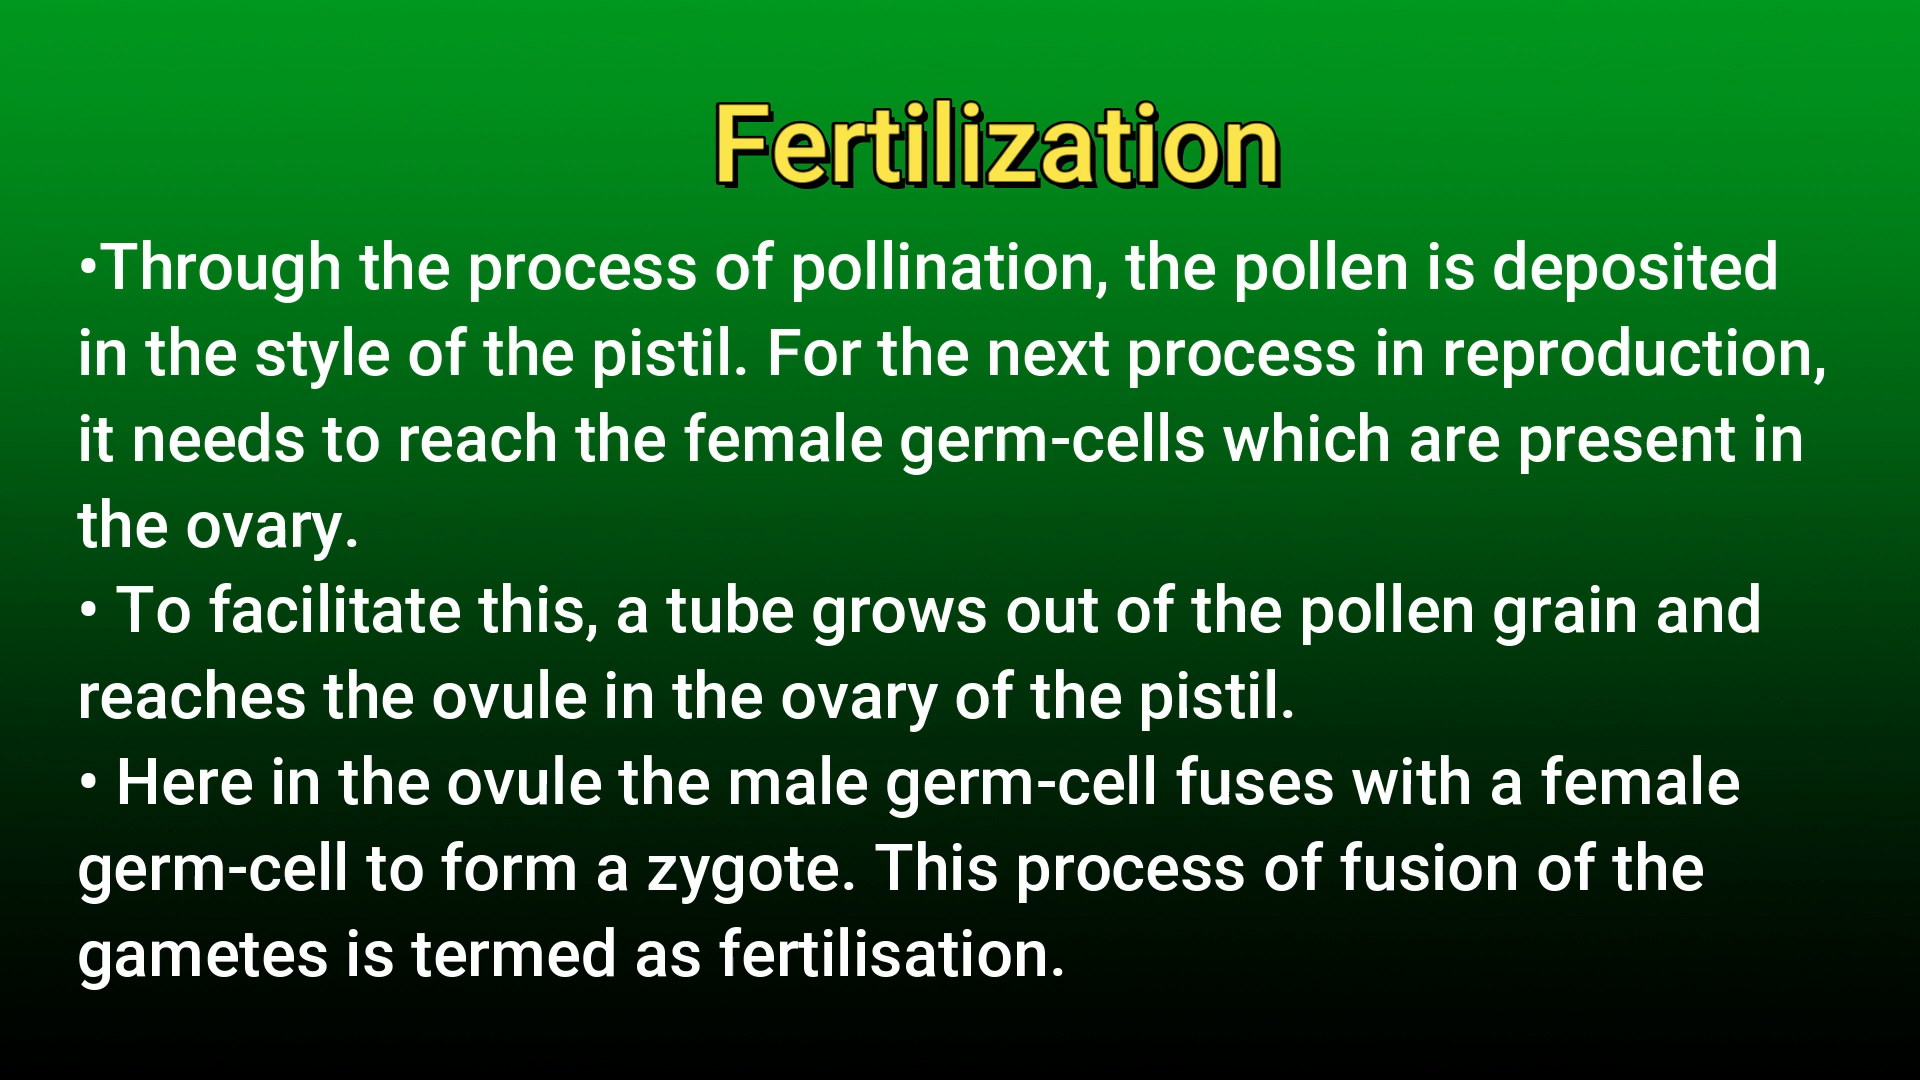 Fertilization
•Through the process of pollination, the pollen is deposited
in the style of the pistil. For the next process in reproduction,
it needs to reach the female germ-cells which are present in
the ovary.
• To facilitate this, a tube grows out of the pollen grain and
reaches the ovule in the ovary of the pistil.
• Here in the ovule the male germ-cell fuses with a female
germ-cell to form a zygote. This process of fusion of the
gametes is termed as fertilisation.